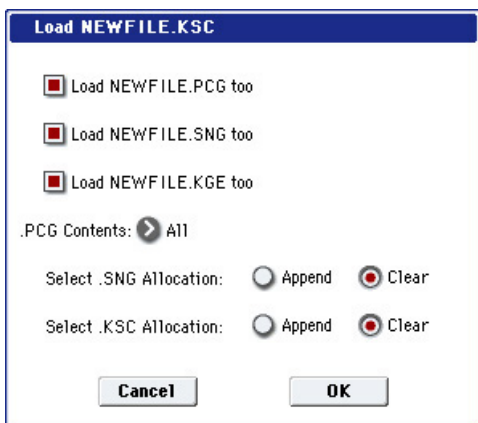 Load NEWFILE.KSC
Load NEWFILE.PCG too
Load NEWFILE.SNG too
Load NEWFILE.KGE too
.PCG Contents: All
Select .SNG Allocation: Append Clear
Select .KSC Allocation: Append Clear
Cancel OK